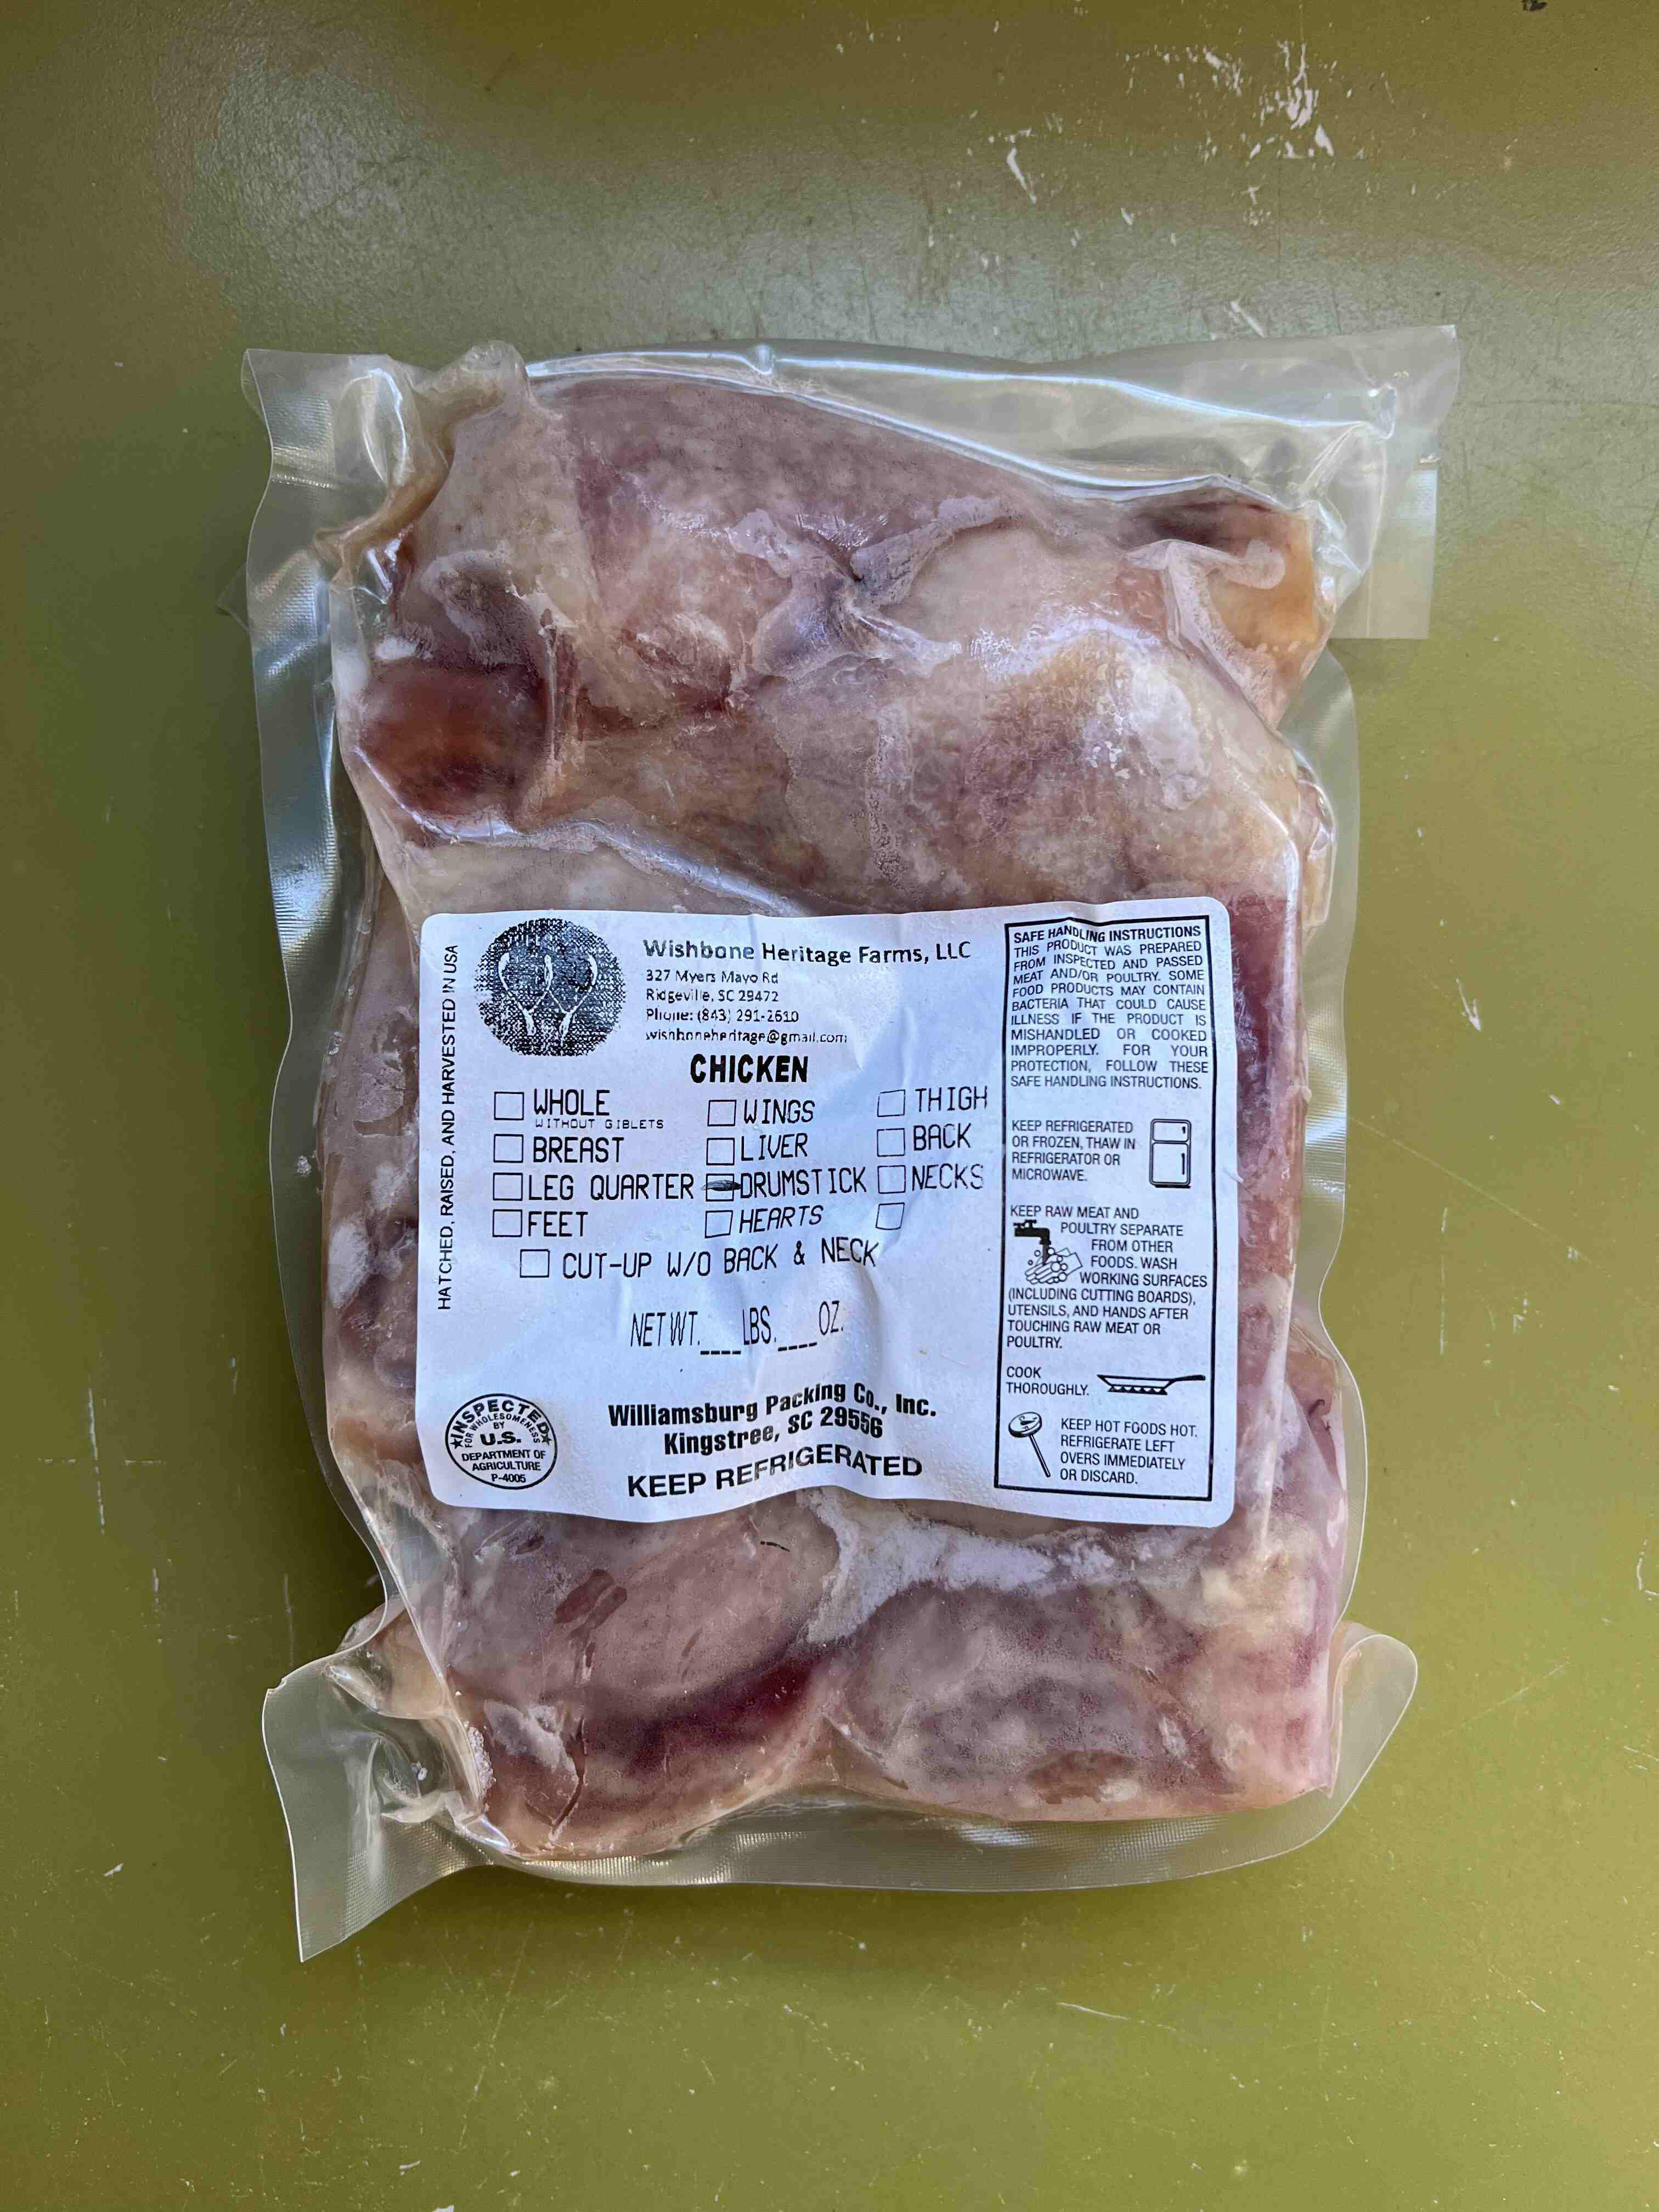 HATCHED, RAISED, AND HARVESTED IN USA
Wishbone Heritage Farms, LLC
327 Myers Mayo Rd
Ridgeville, SC 29472
Phone: (843) 291-2610
wishboneheritage@gmail.com
CHICKEN
WHOLE
WITHOUT GIBLETS
BREAST
LEG QUARTER
FEET
WINGS
LIVER
DRUMSTICK
HEARTS
THIGH
BACK
NECKS
CUT-UP W/O BACK & NECK
NET WT.____LBS.____OZ.
INSPECTED
FOR WHOLESOMENESS
BY
U.S.
DEPARTMENT OF
AGRICULTURE
P-4005
Williamsburg Packing Co., Inc.
Kingstree, SC 29556
KEEP REFRIGERATED
SAFE HANDLING INSTRUCTIONS
THIS PRODUCT WAS PREPARED
FROM INSPECTED AND PASSED
MEAT AND/OR POULTRY. SOME
FOOD PRODUCTS MAY CONTAIN
BACTERIA THAT COULD CAUSE
ILLNESS IF THE PRODUCT IS
MISHANDLED OR COOKED
IMPROPERLY. FOR YOUR
PROTECTION, FOLLOW THESE
SAFE HANDLING INSTRUCTIONS.
KEEP REFRIGERATED
OR FROZEN, THAW IN
REFRIGERATOR OR
MICROWAVE.
KEEP RAW MEAT AND
POULTRY SEPARATE
FROM OTHER
FOODS. WASH
WORKING SURFACES
(INCLUDING CUTTING BOARDS),
UTENSILS, AND HANDS AFTER
TOUCHING RAW MEAT OR
POULTRY.
COOK
THOROUGHLY.
KEEP HOT FOODS HOT.
REFRIGERATE LEFT
OVERS IMMEDIATELY
OR DISCARD.